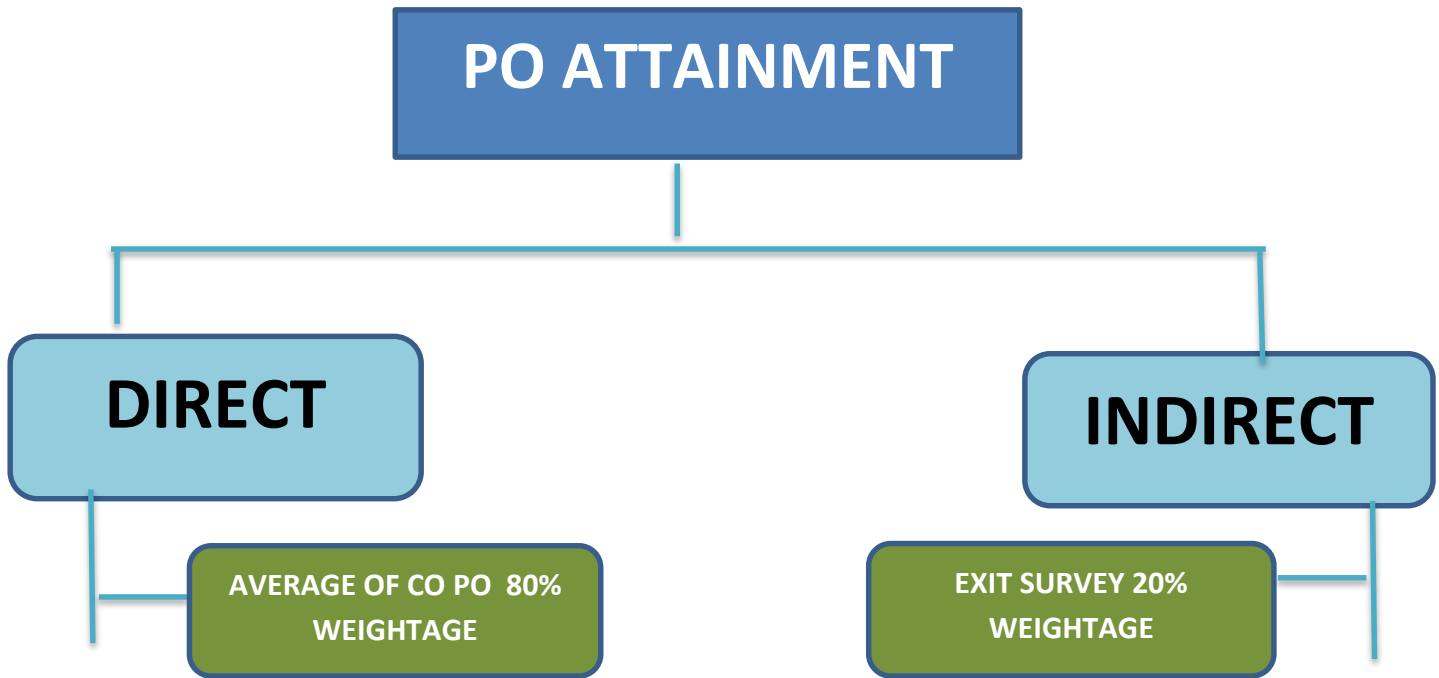 PO ATTAINMENT
DIRECT
INDIRECT
AVERAGE OF CO PO  80%
WEIGHTAGE
EXIT SURVEY 20%
WEIGHTAGE